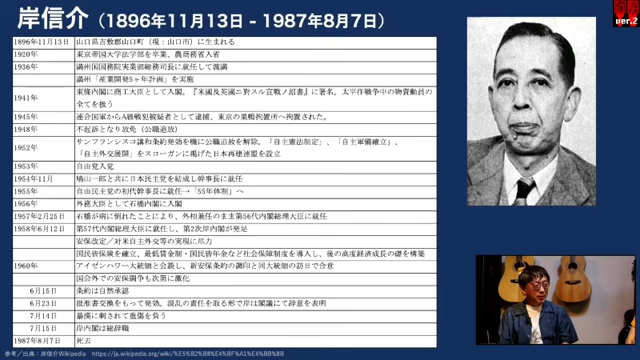 岸信介（1896年11月13日 - 1987年8月7日）
ver.2
1896年11月13日 山口県吉敷郡山口町（現：山口市）に生まれる
1920年 東京帝国大学法学部を卒業、農商務省入省
1936年 満州国国務院実業部総務司長に就任して渡満
満州「産業開発5ヶ年計画」を実施
1941年 東條内閣に商工大臣として入閣。『米國及英國ニ對スル宣戰ノ詔書』に署名。太平洋戦争中の物資動員の
全てを扱う
1945年 連合国軍からA級戦犯被疑者として逮捕、東京の巣鴨拘置所へ拘置された。
1948年 不起訴となり放免（公職追放）
1952年 サンフランシスコ講和条約発効を機に公職追放を解除。「自主憲法制定」、「自主軍備確立」、
「自主外交展開」をスローガンに掲げた日本再建連盟を設立
1953年 自由党入党
1954年11月 鳩山一郎と共に日本民主党を結成し幹事長に就任
1955年 自由民主党の初代幹事長に就任→「55年体制」へ
1956年 外務大臣として石橋内閣に入閣
1957年2月25日 石橋が病に倒れたことにより、外相兼任のまま第56代内閣総理大臣に就任
1958年6月12日 第57代内閣総理大臣に就任し、第2次岸内閣が発足
安保改定／対米自主外交等の実現に尽力
国民皆保険を確立、最低賃金制・国民皆年金など社会保障制度を導入し、後の高度経済成長の礎を構築
1960年 アイゼンハワー大統領と会談し、新安保条約の調印と同大統領の訪日で合意
国会外での安保闘争も次第に激化
6月15日 条約は自然承認
6月23日 批准書交換をもって発効。混乱の責任を取る形で岸は閣議にて辞意を表明
7月14日 暴漢に刺されて重傷を負う
7月15日 岸内閣は総辞職
1987年8月7日 死去
参考／出典：岸信介Wikipedia https://ja.wikipedia.org/wiki/%E5%B2%B8%E4%BF%A1%E4%BB%8B